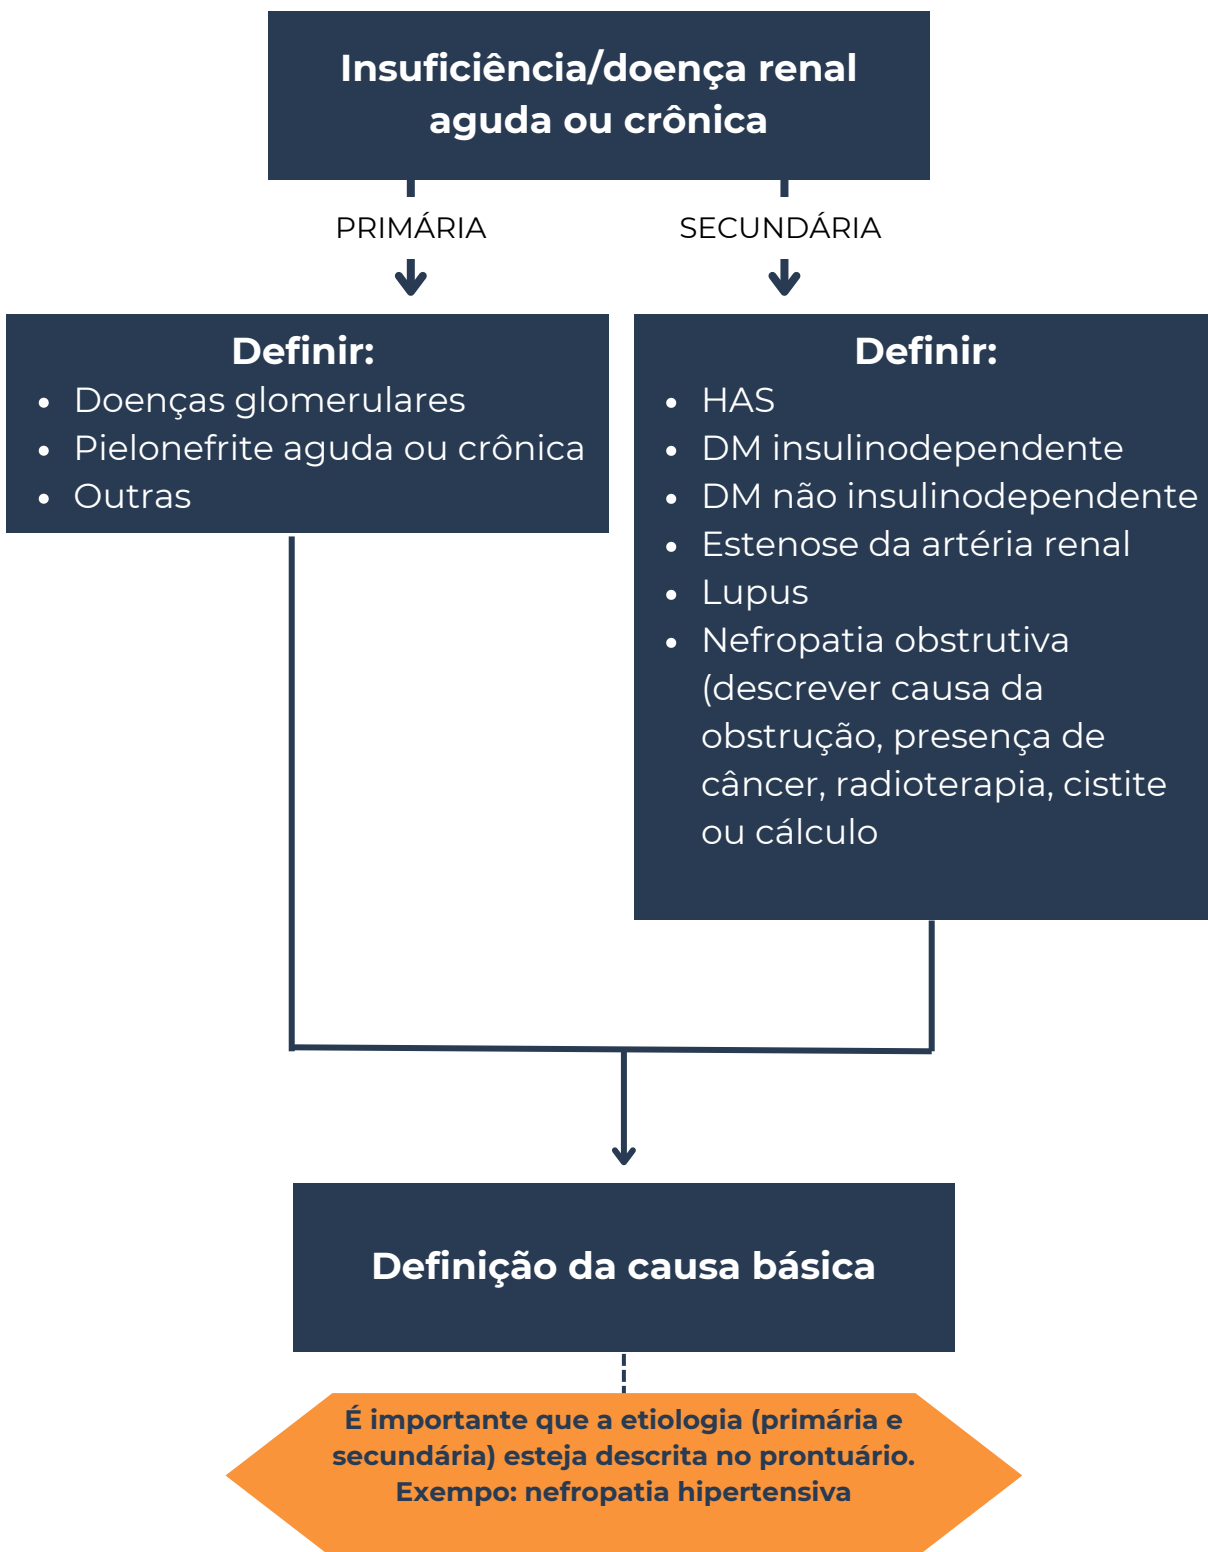 Insuficiência/doença renal
aguda ou crônica
PRIMÁRIA
SECUNDÁRIA
Definir:
• Doenças glomerulares
• Pielonefrite aguda ou crônica
• Outras
Definir:
• HAS
• DM insulinodependente
• DM não insulinodependente
• Estenose da artéria renal
• Lupus
• Nefropatia obstrutiva
(descrever causa da
obstrução, presença de
câncer, radioterapia, cistite
ou cálculo
Definição da causa básica
É importante que a etiologia (primária e
secundária) esteja descrita no prontuário.
Exempo: nefropatia hipertensiva